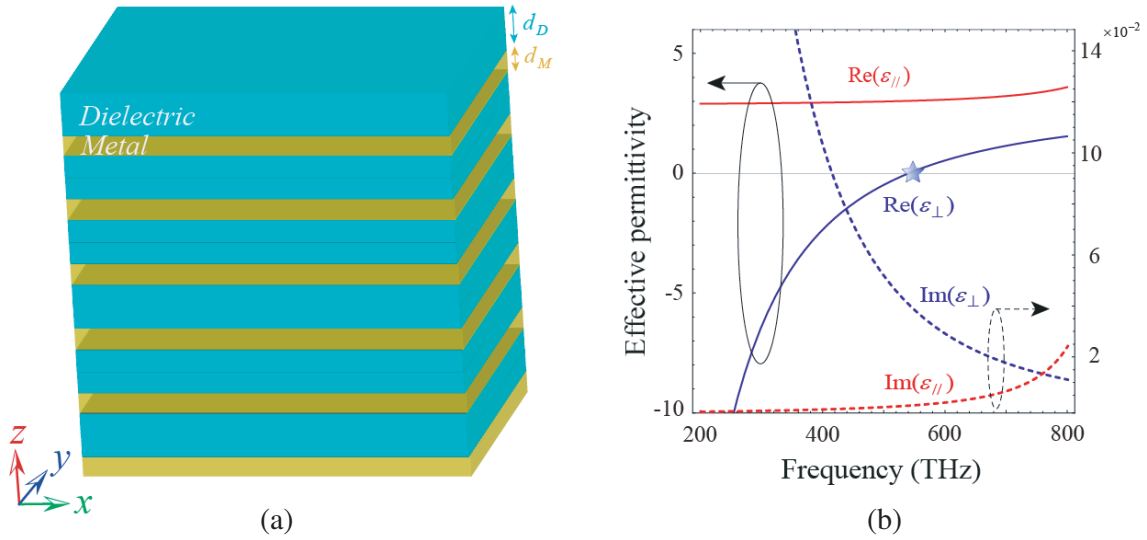 d_D
d_M
Dielectric
Metal
z
y
x
(a)
×10⁻²
5
0
-5
-10
14
10
6
2
Re(ε_//)
Re(ε_⊥)
Im(ε_⊥)
Im(ε_//)
Effective permittivity
200 400 600 800
Frequency (THz)
(b)